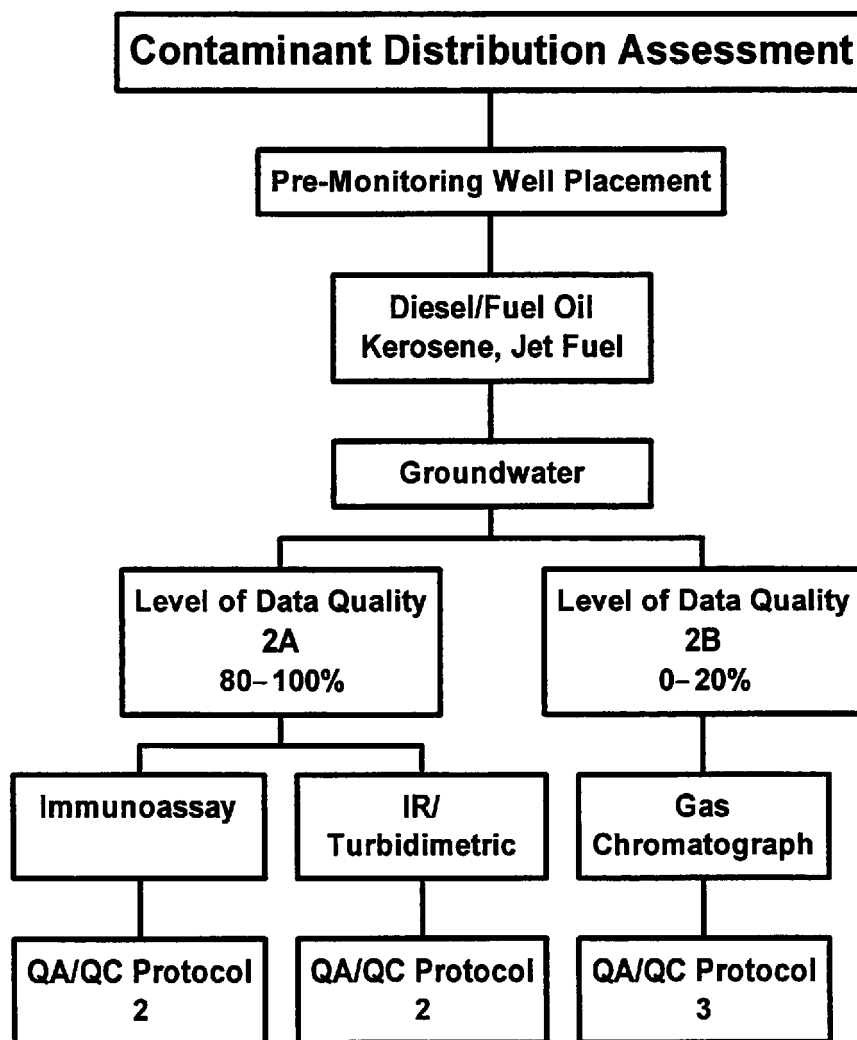 Contaminant Distribution Assessment
Pre-Monitoring Well Placement
Diesel/Fuel Oil
Kerosene, Jet Fuel
Groundwater
Level of Data Quality
2A
80–100%
Level of Data Quality
2B
0–20%
Immunoassay
IR/
Turbidimetric
Gas
Chromatograph
QA/QC Protocol
2
QA/QC Protocol
2
QA/QC Protocol
3